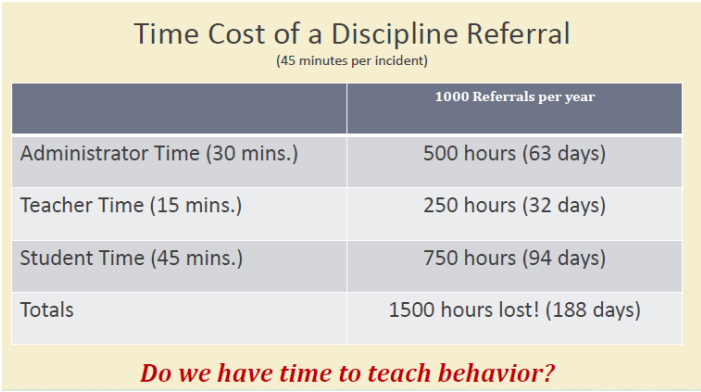 Time Cost of a Discipline Referral
(45 minutes per incident)
1000 Referrals per year
Administrator Time (30 mins.) 500 hours (63 days)
Teacher Time (15 mins.) 250 hours (32 days)
Student Time (45 mins.) 750 hours (94 days)
Totals 1500 hours lost! (188 days)
Do we have time to teach behavior?